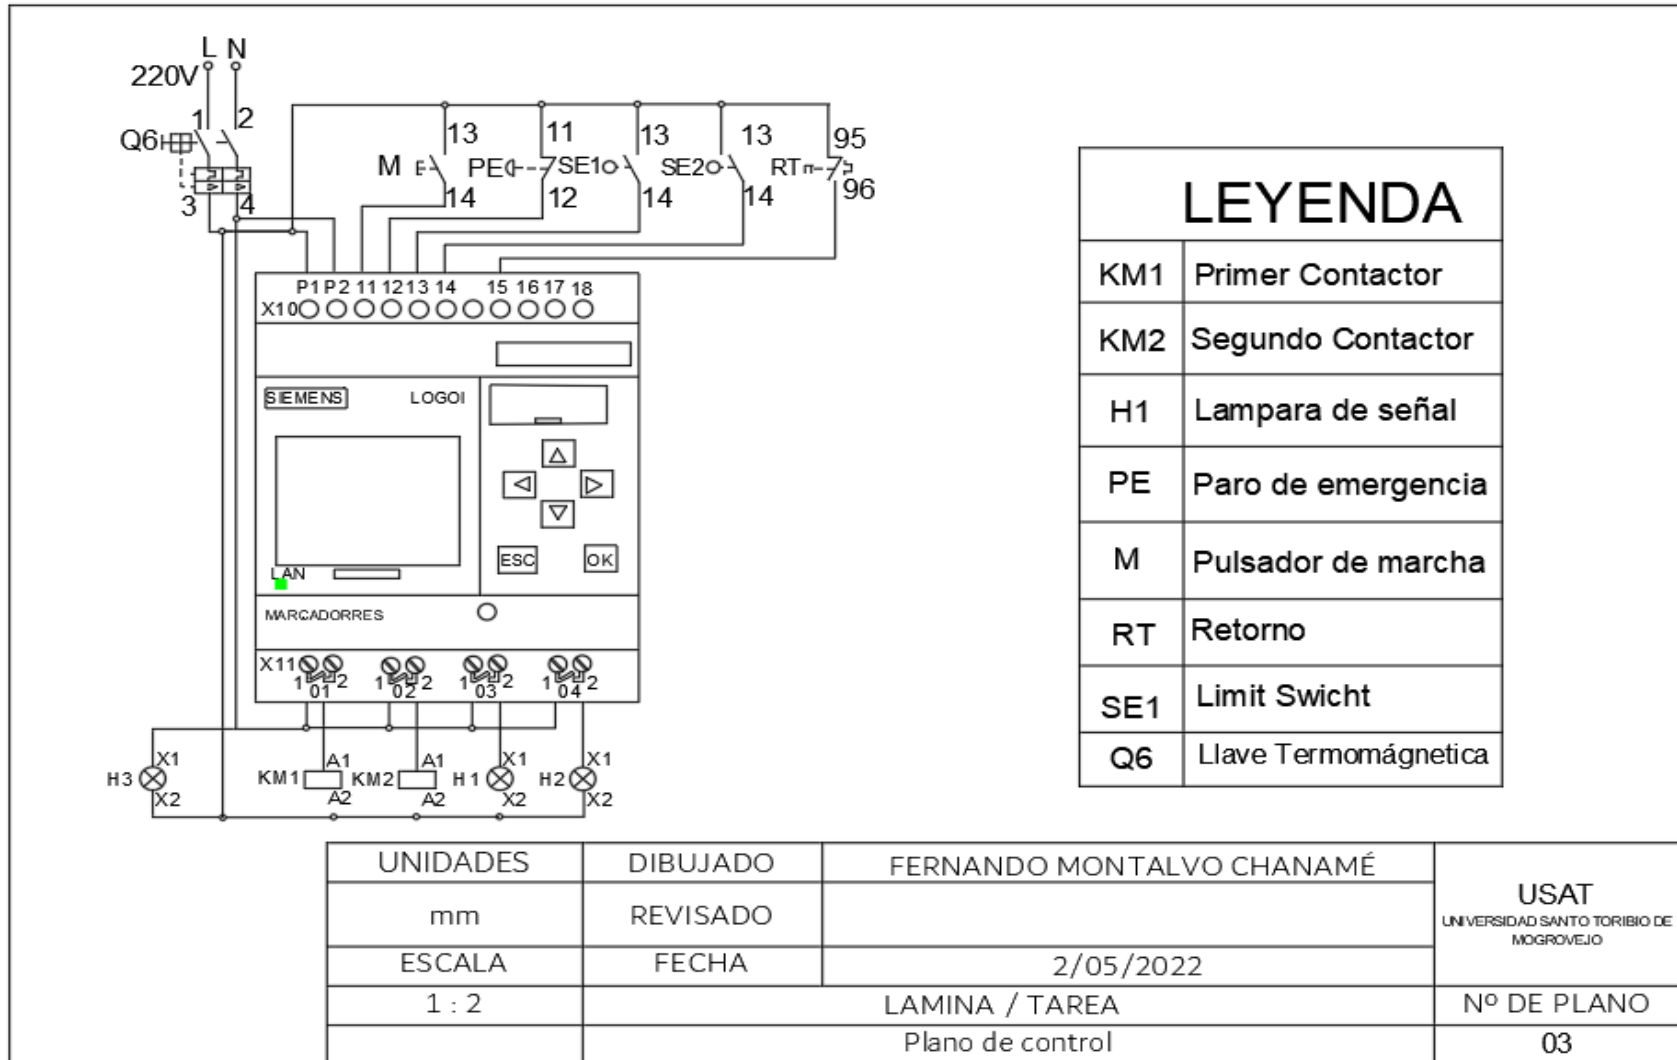 L N
220V
1 2
Q6
3 4
13 11 13 13 95
M PE SE1 SE2 RT
14 12 14 14 96
P1 P2 11 12 13 14 15 16 17 18
X10
SIEMENS LOGOI
LAN
ESC OK
MARCADORRES
X11
1 2 1 2 1 2 1 2
01 02 03 04
X1 A1 A1 X1 X1
H3 KM1 KM2 H1 H2
X2 A2 A2 X2 X2
LEYENDA
KM1 Primer Contactor
KM2 Segundo Contactor
H1 Lampara de señal
PE Paro de emergencia
M Pulsador de marcha
RT Retorno
SE1 Limit Swicht
Q6 Llave Termomágnetica
UNIDADES DIBUJADO FERNANDO MONTALVO CHANAMÉ
mm REVISADO
USAT
UNIVERSIDAD SANTO TORIBIO DE
MOGROVEJO
ESCALA FECHA 2/05/2022
1 : 2 LAMINA / TAREA Nº DE PLANO
Plano de control 03